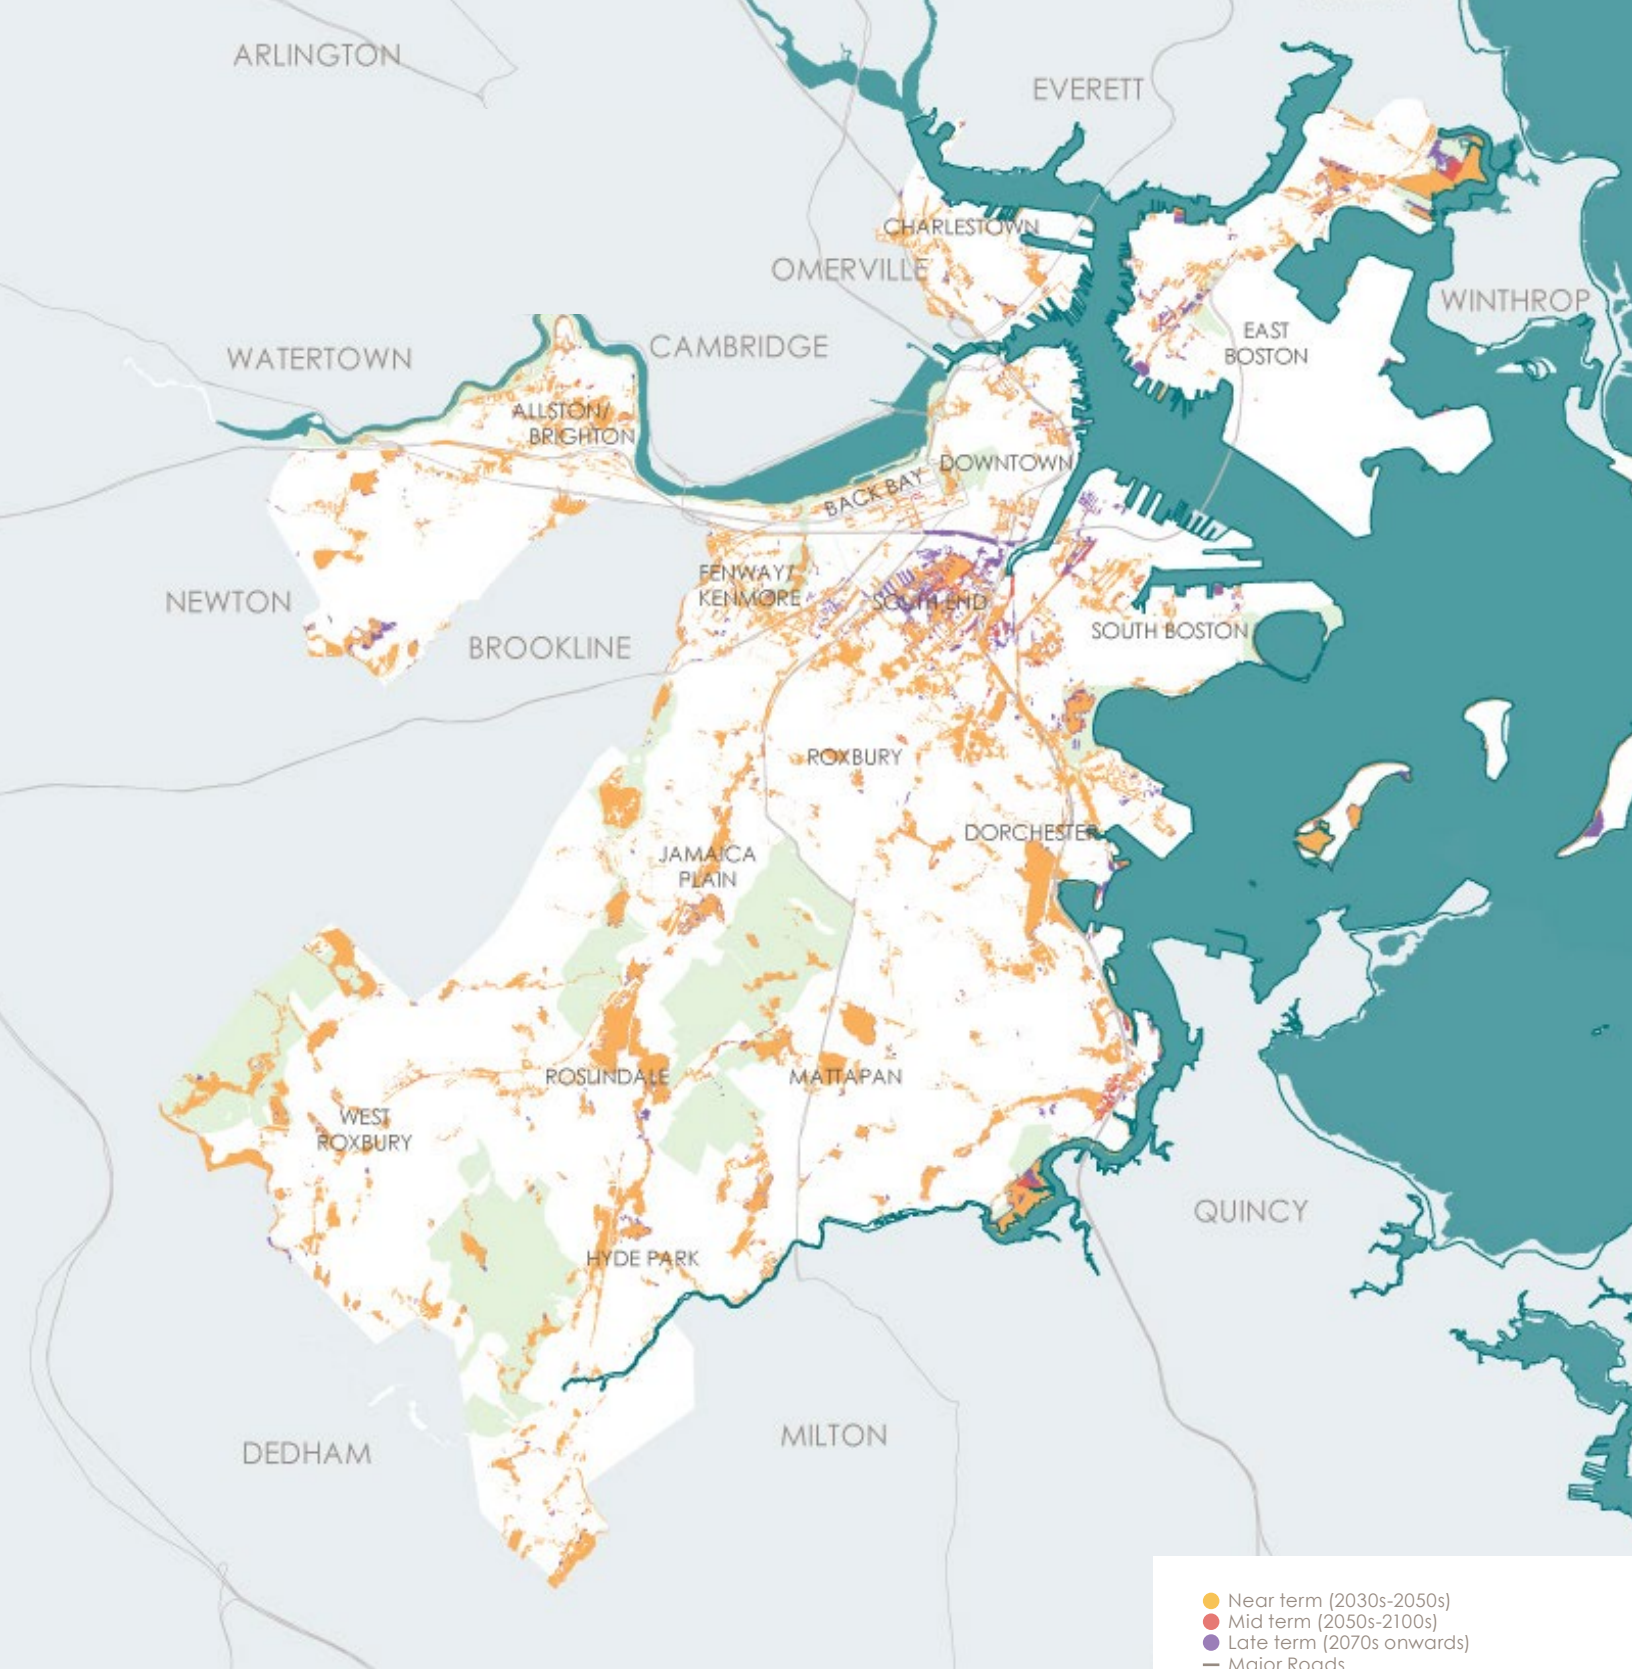 ARLINGTON
EVERETT
CHARLESTOWN
OMERVILLE
WINTHROP
EAST
BOSTON
CAMBRIDGE
WATERTOWN
ALLSTON/
BRIGHTON
DOWNTOWN
BACK BAY
FENWAY/
KENMORE
SOUTH END
NEWTON
SOUTH BOSTON
BROOKLINE
ROXBURY
DORCHESTER
JAMAICA
PLAIN
ROSLINDALE
MATTAPAN
WEST
ROXBURY
QUINCY
HYDE PARK
MILTON
DEDHAM
Near term (2030s-2050s)
Mid term (2050s-2100s)
Late term (2070s onwards)
Major Roads